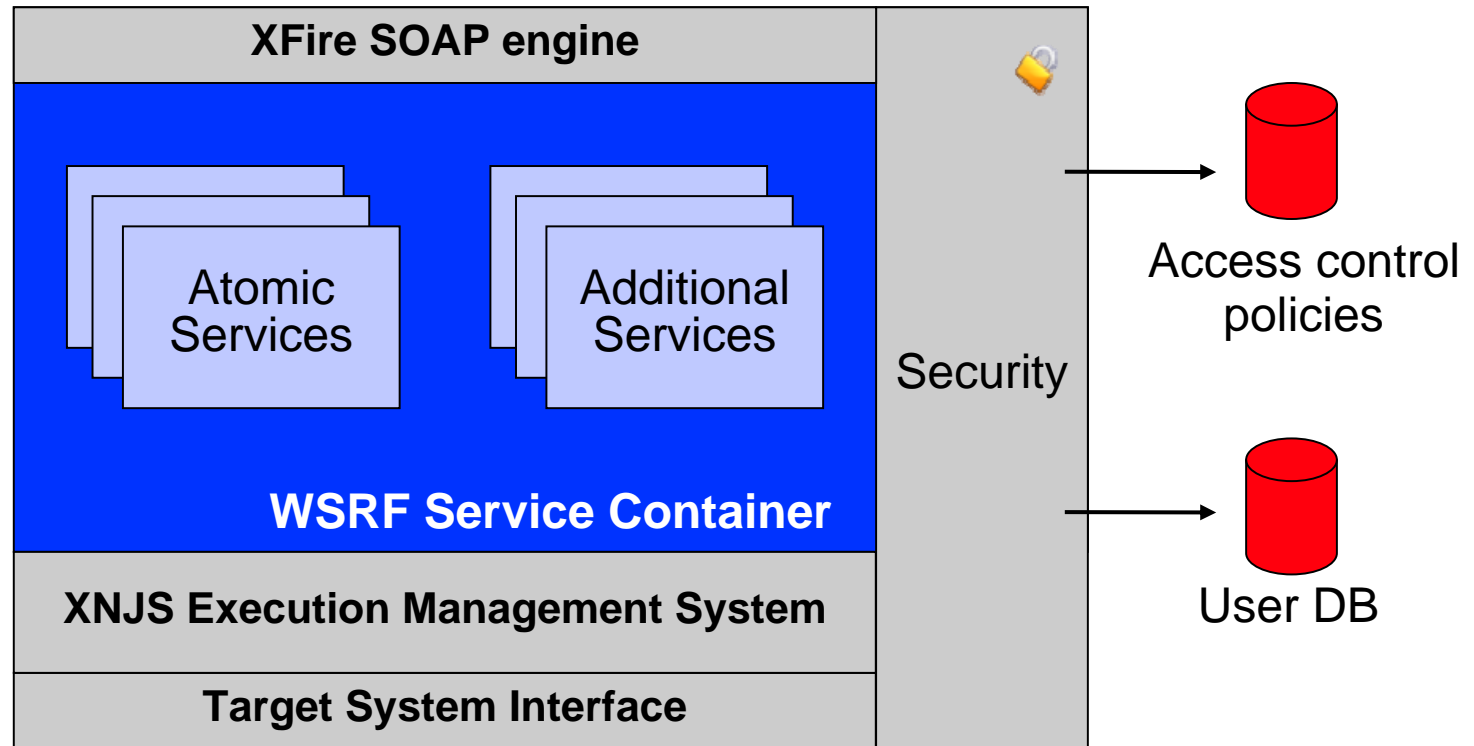 XFire SOAP engine
Atomic
Services
Additional
Services
WSRF Service Container
XNJS Execution Management System
Target System Interface
Security
Access control
policies
User DB